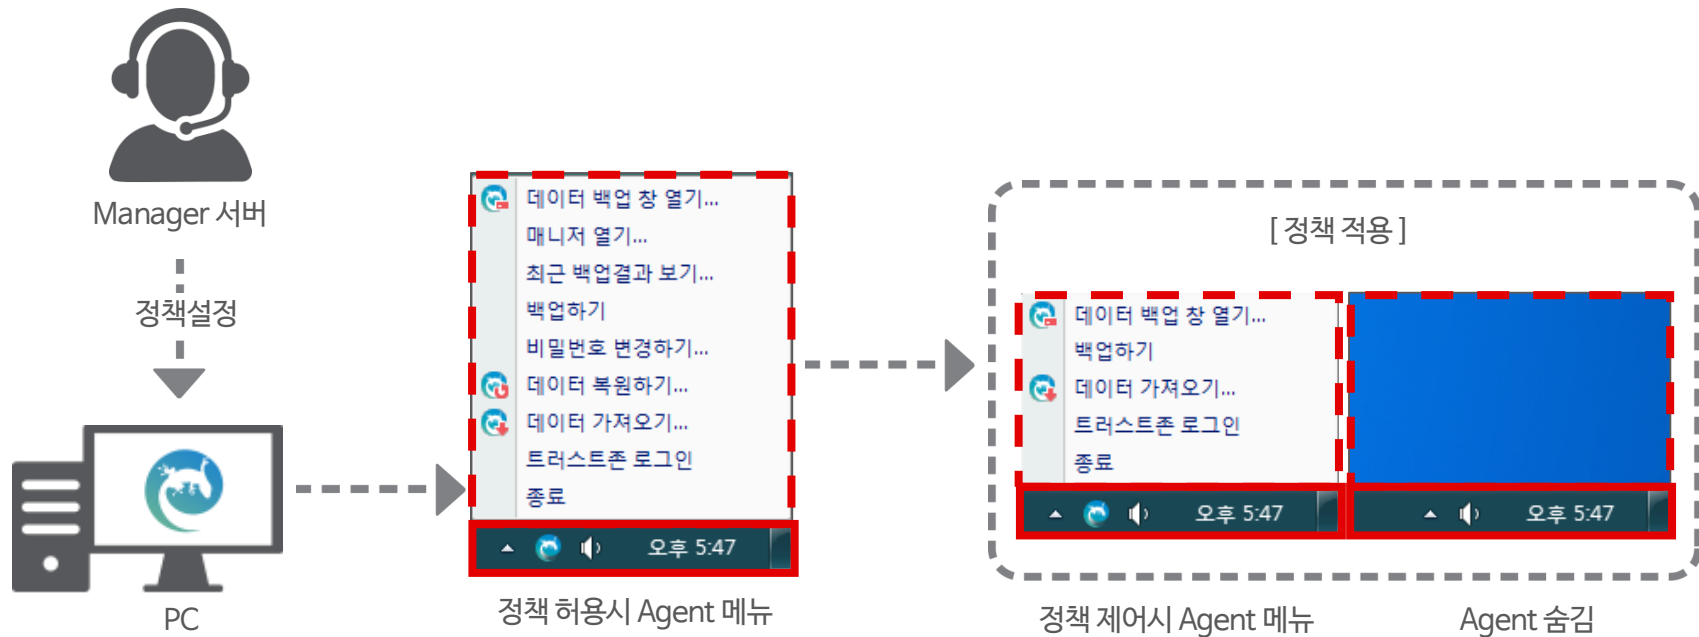 Manager 서버
정책설정
PC
데이터 백업 창 열기...
매니저 열기...
최근 백업결과 보기...
백업하기
비밀번호 변경하기...
데이터 복원하기...
데이터 가져오기...
트러스트존 로그인
종료
오후 5:47
정책 허용시 Agent 메뉴
[ 정책 적용 ]
데이터 백업 창 열기...
백업하기
데이터 가져오기...
트러스트존 로그인
종료
오후 5:47
정책 제어시 Agent 메뉴
오후 5:47
Agent 숨김